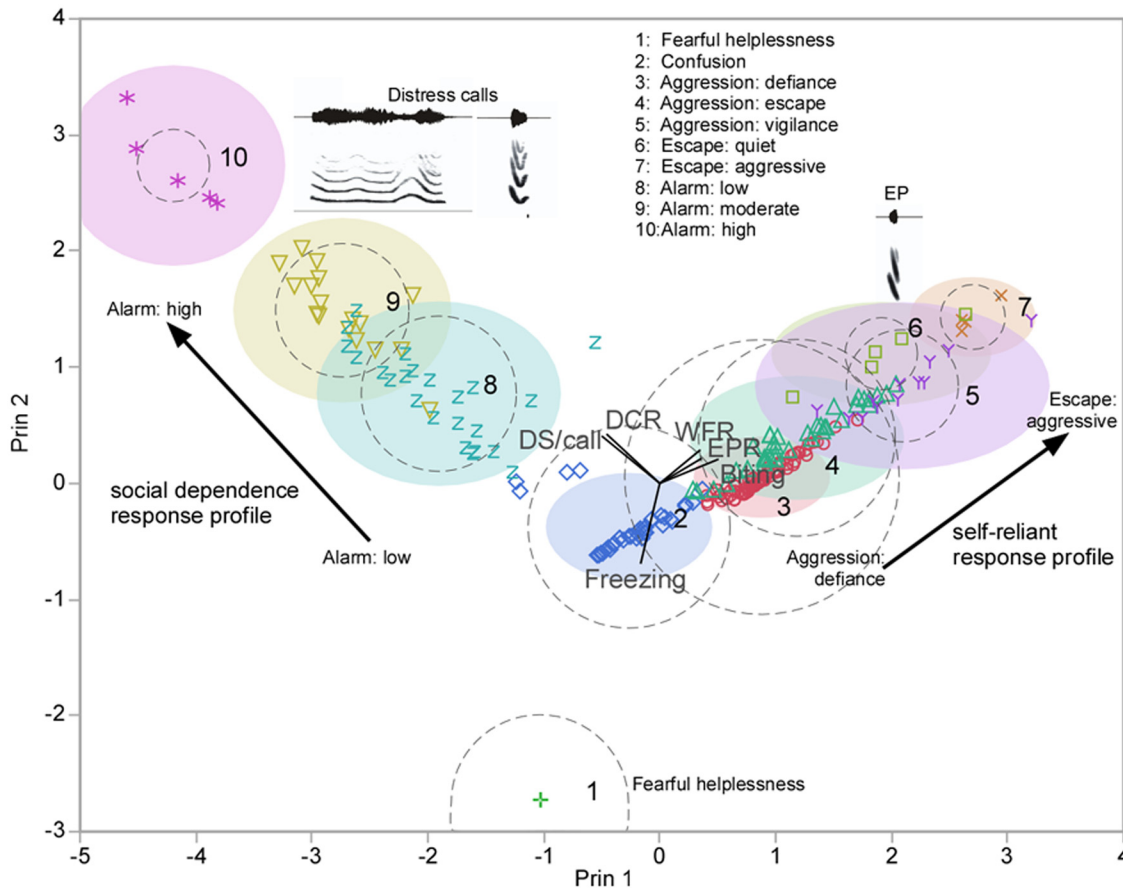 4
3
2
1
0
-1
-2
-3
Prin 2
-5
-4
-3
-2
-1
0
1
2
3
4
Prin 1
1: Fearful helplessness
2: Confusion
3: Aggression: defiance
4: Aggression: escape
5: Aggression: vigilance
6: Escape: quiet
7: Escape: aggressive
8: Alarm: low
9: Alarm: moderate
10:Alarm: high
Distress calls
EP
10
9
8
7
6
5
4
3
2
1
Alarm: high
social dependence
response profile
Alarm: low
DS/call
DCR
WFR
EPR
Biting
Freezing
Escape:
aggressive
self-reliant
response profile
Aggression:
defiance
Fearful helplessness